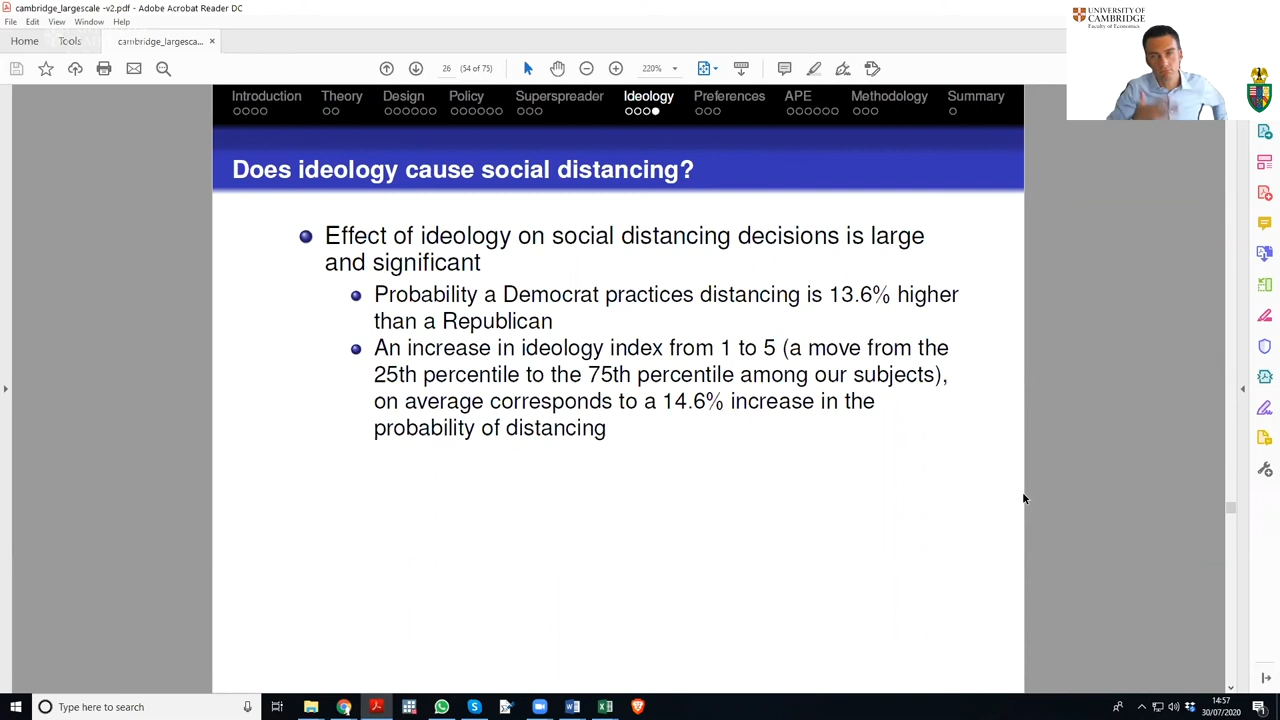 cambridge_largescale -v2.pdf - Adobe Acrobat Reader DC
File Edit View Window Help
Home Tools cambridge_largesca... ×
26 (54 of 75) 220%
UNIVERSITY OF
CAMBRIDGE
Faculty of Economics
Introduction Theory Design Policy Superspreader Ideology Preferences APE Methodology Summary
Does ideology cause social distancing?
Effect of ideology on social distancing decisions is large
and significant
Probability a Democrat practices distancing is 13.6% higher
than a Republican
An increase in ideology index from 1 to 5 (a move from the
25th percentile to the 75th percentile among our subjects),
on average corresponds to a 14.6% increase in the
probability of distancing
Type here to search
14:57
30/07/2020